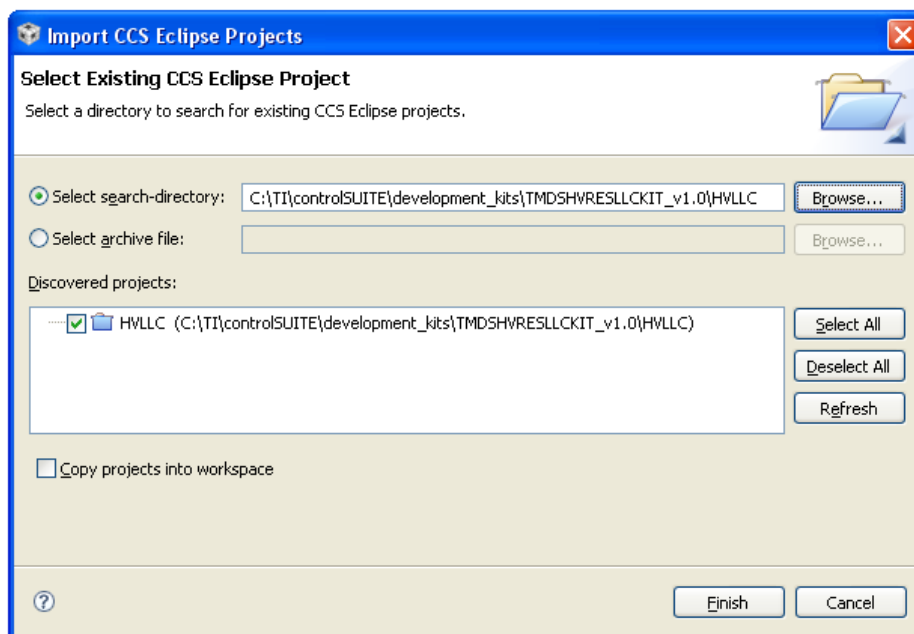 Import CCS Eclipse Projects
Select Existing CCS Eclipse Project
Select a directory to search for existing CCS Eclipse projects.
Select search-directory: C:\TI\controlSUITE\development_kits\TMDSHVRESLLCKIT_v1.0\HVLLC Browse...
Select archive file: Browse...
Discovered projects:
HVLLC (C:\TI\controlSUITE\development_kits\TMDSHVRESLLCKIT_v1.0\HVLLC)
Select All
Deselect All
Refresh
Copy projects into workspace
? Finish Cancel